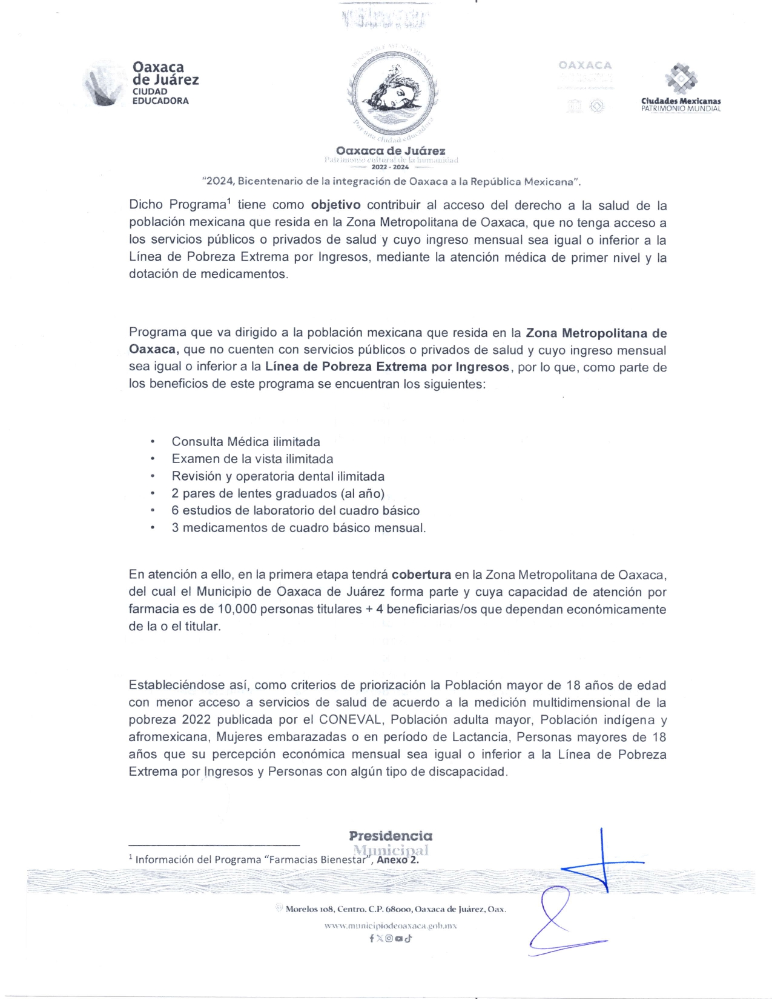 Oaxaca
de Juárez
CIUDAD
EDUCADORA
HONORABLE AYUNTAMIENTO
Por una ciudad educadora
OAXACA
Ciudades Mexicanas
PATRIMONIO MUNDIAL
Oaxaca de Juárez
Patrimonio cultural de la humanidad
2022 - 2024
"2024, Bicentenario de la integración de Oaxaca a la República Mexicana".
Dicho Programa¹ tiene como objetivo contribuir al acceso del derecho a la salud de la
población mexicana que resida en la Zona Metropolitana de Oaxaca, que no tenga acceso a
los servicios públicos o privados de salud y cuyo ingreso mensual sea igual o inferior a la
Línea de Pobreza Extrema por Ingresos, mediante la atención médica de primer nivel y la
dotación de medicamentos.
Programa que va dirigido a la población mexicana que resida en la Zona Metropolitana de
Oaxaca, que no cuenten con servicios públicos o privados de salud y cuyo ingreso mensual
sea igual o inferior a la Línea de Pobreza Extrema por Ingresos, por lo que, como parte de
los beneficios de este programa se encuentran los siguientes:
• Consulta Médica ilimitada
• Examen de la vista ilimitada
• Revisión y operatoria dental ilimitada
• 2 pares de lentes graduados (al año)
• 6 estudios de laboratorio del cuadro básico
• 3 medicamentos de cuadro básico mensual.
En atención a ello, en la primera etapa tendrá cobertura en la Zona Metropolitana de Oaxaca,
del cual el Municipio de Oaxaca de Juárez forma parte y cuya capacidad de atención por
farmacia es de 10,000 personas titulares + 4 beneficiarias/os que dependan económicamente
de la o el titular.
Estableciéndose así, como criterios de priorización la Población mayor de 18 años de edad
con menor acceso a servicios de salud de acuerdo a la medición multidimensional de la
pobreza 2022 publicada por el CONEVAL, Población adulta mayor, Población indígena y
afromexicana, Mujeres embarazadas o en período de Lactancia, Personas mayores de 18
años que su percepción económica mensual sea igual o inferior a la Línea de Pobreza
Extrema por Ingresos y Personas con algún tipo de discapacidad.
Presidencia
Municipal
¹ Información del Programa "Farmacias Bienestar", Anexo 2.
Morelos 108, Centro. C.P. 68000, Oaxaca de Juárez, Oax.
www.municipiodeoaxaca.gob.mx